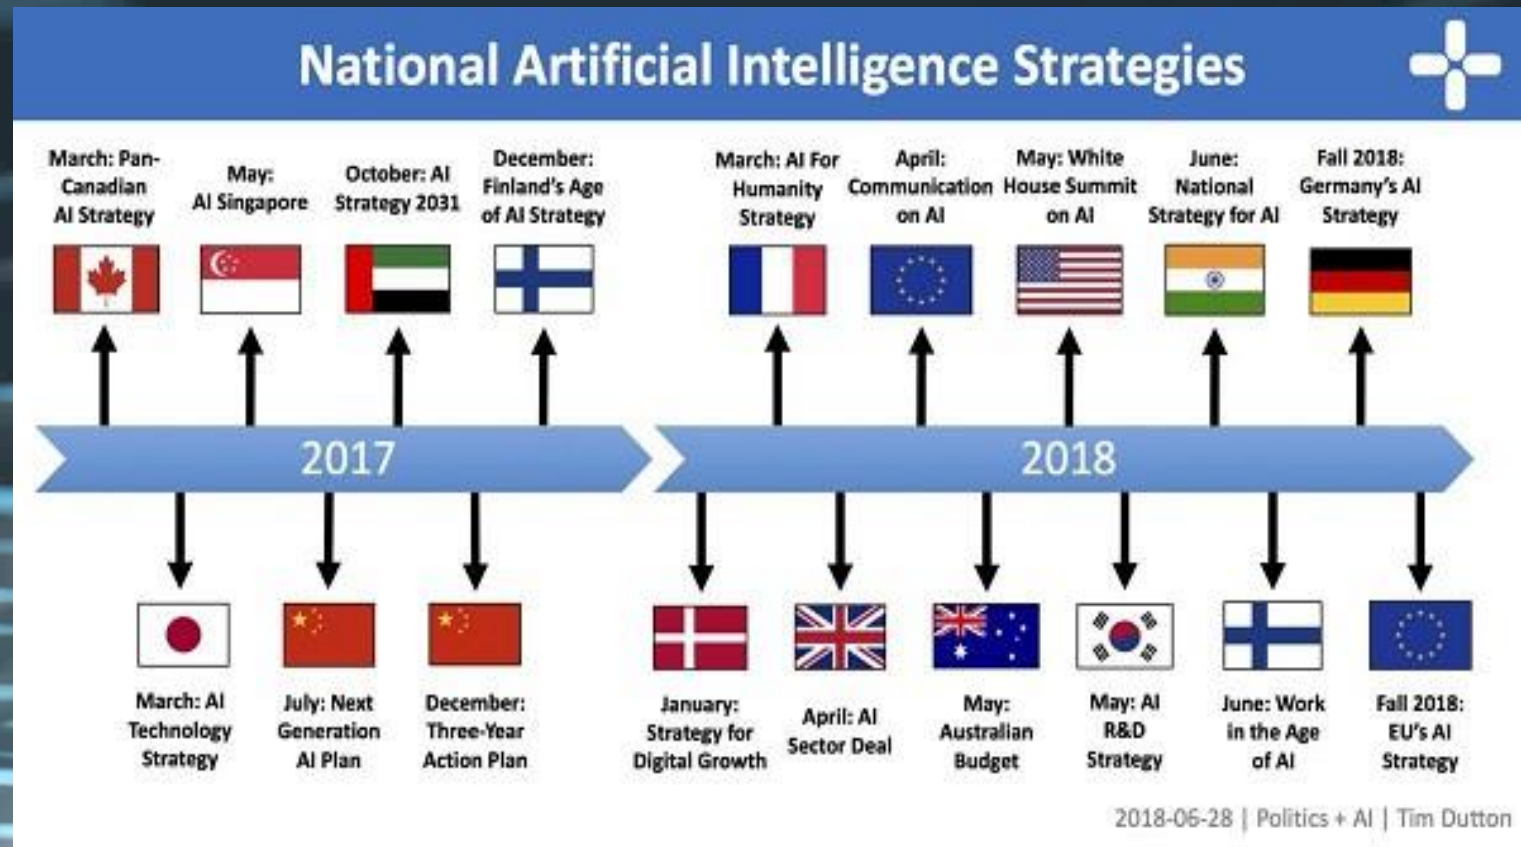 National Artificial Intelligence Strategies
March: Pan-
Canadian
AI Strategy
May:
AI Singapore
October: AI
Strategy 2031
December:
Finland's Age
of AI Strategy
March: AI For
Humanity
Strategy
April:
Communication
on AI
May: White
House Summit
on AI
June:
National
Strategy for AI
Fall 2018:
Germany's AI
Strategy
2017
2018
March: AI
Technology
Strategy
July: Next
Generation
AI Plan
December:
Three-Year
Action Plan
January:
Strategy for
Digital Growth
April: AI
Sector Deal
May:
Australian
Budget
May: AI
R&D
Strategy
June: Work
in the Age
of AI
Fall 2018:
EU's AI
Strategy
2018-06-28 | Politics + AI | Tim Dutton